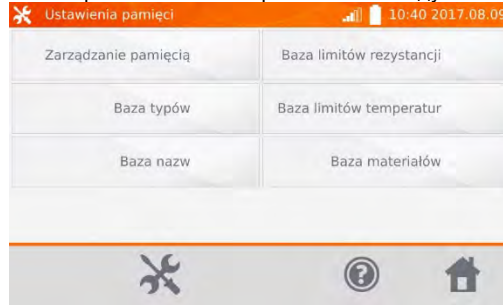 Ustawienia pamięci
10:40 2017.08.09
Zarządzanie pamięcią
Baza limitów rezystancji
Baza typów
Baza limitów temperatur
Baza nazw
Baza materiałów